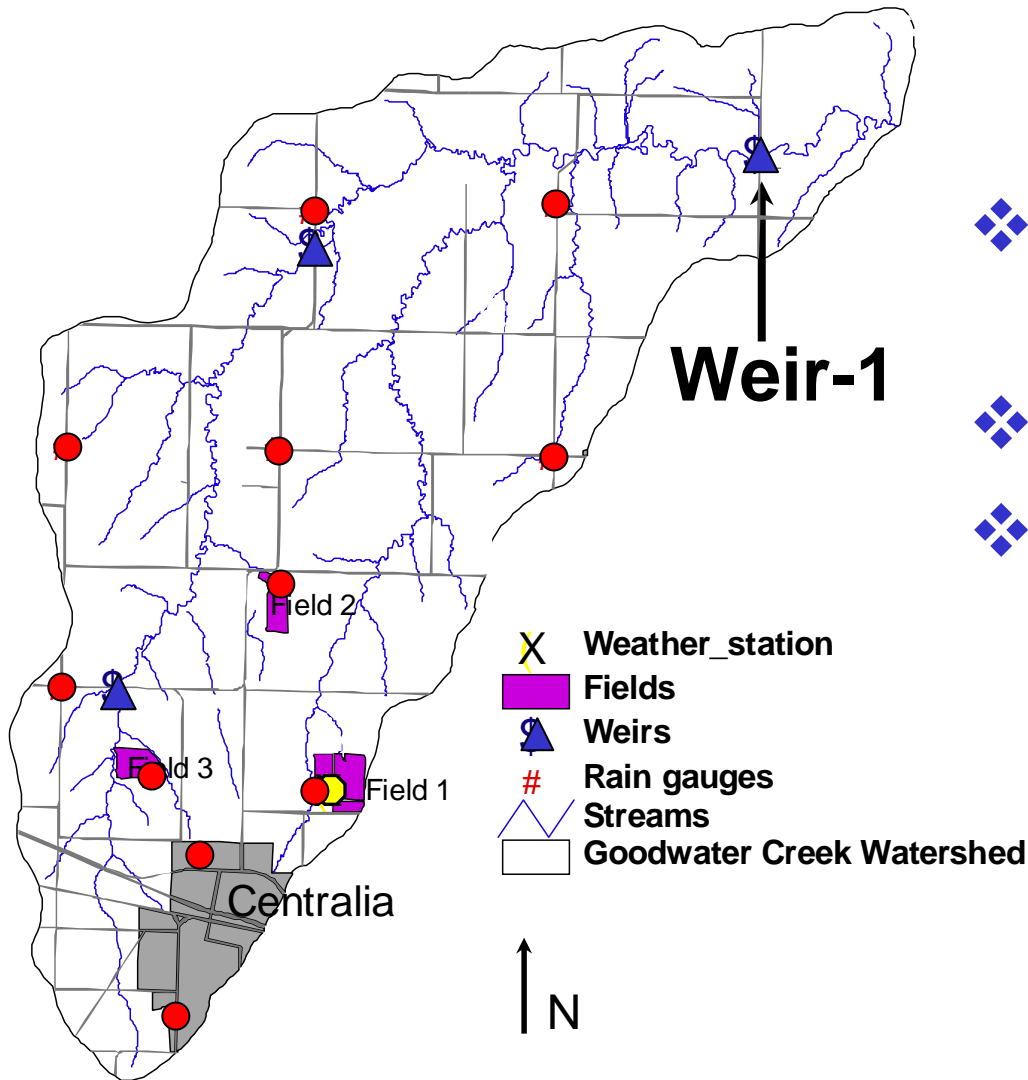 Weir-1
Field 2
Field 3
Field 1
Centralia
X Weather_station
Fields
$ Weirs
# Rain gauges
Streams
Goodwater Creek Watershed
N